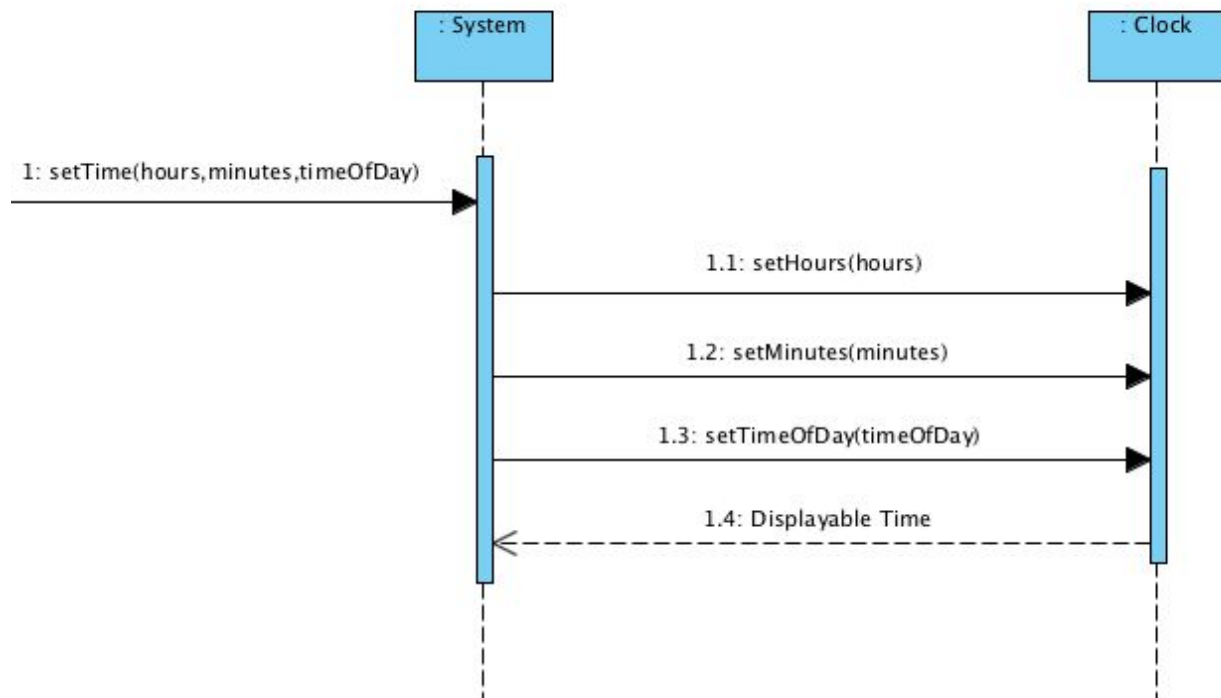 : System
: Clock
1: setTime(hours,minutes,timeOfDay)
1.1: setHours(hours)
1.2: setMinutes(minutes)
1.3: setTimeOfDay(timeOfDay)
1.4: Displayable Time